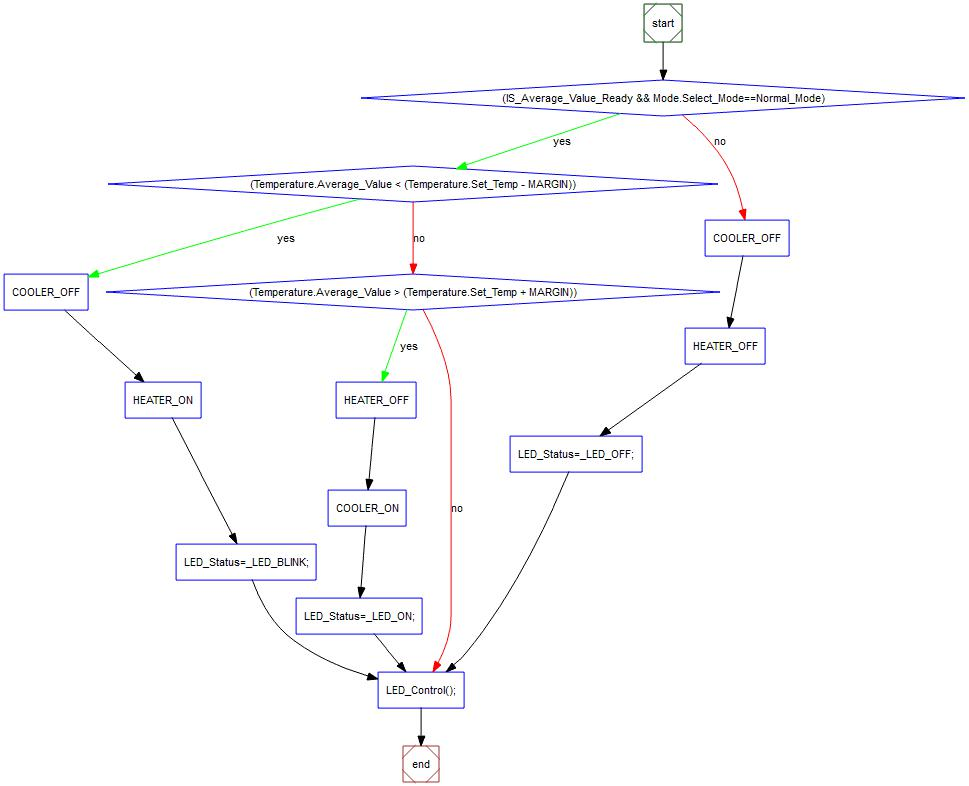 start
(IS_Average_Value_Ready && Mode.Select_Mode==Normal_Mode)
yes
no
(Temperature.Average_Value < (Temperature.Set_Temp - MARGIN))
yes
no
COOLER_OFF
COOLER_OFF
(Temperature.Average_Value > (Temperature.Set_Temp + MARGIN))
yes
HEATER_OFF
HEATER_ON
HEATER_OFF
LED_Status=_LED_OFF;
COOLER_ON
no
LED_Status=_LED_BLINK;
LED_Status=_LED_ON;
LED_Control();
end